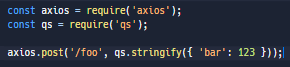 const axios = require('axios');
const qs = require('qs');
axios.post('/foo', qs.stringify({ 'bar': 123 }));